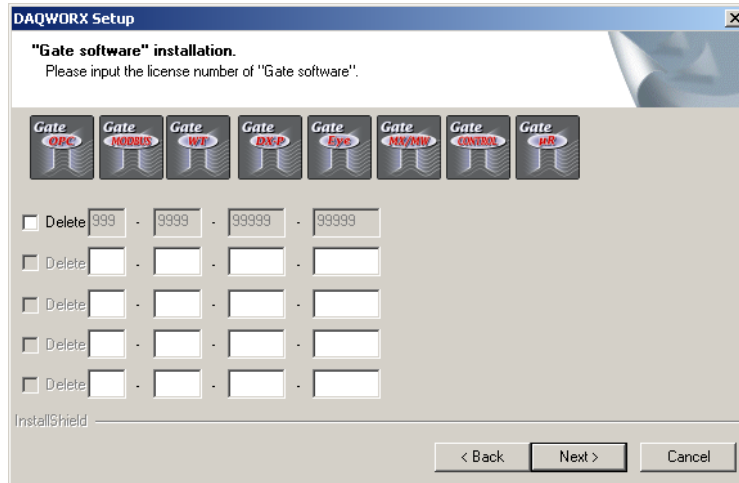 DAQWORX Setup
"Gate software" installation.
Please input the license number of "Gate software".
Gate Gate Gate Gate Gate Gate Gate Gate
OPC MODBUS WT DX-P Eye MX/MW CONTROL µR
Delete 999 - 9999 - 99999 - 99999
Delete - - -
Delete - - -
Delete - - -
Delete - - -
InstallShield
< Back Next > Cancel